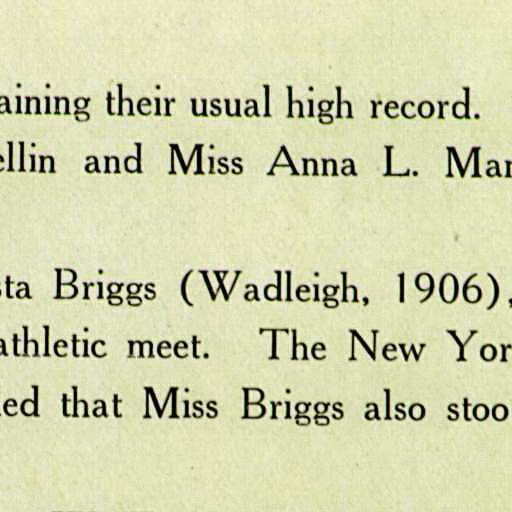 aining their usual high record.
ellin and Miss Anna L. Mar
sta Briggs (Wadleigh, 1906),
athletic meet. The New Yor
ed that Miss Briggs also stoo